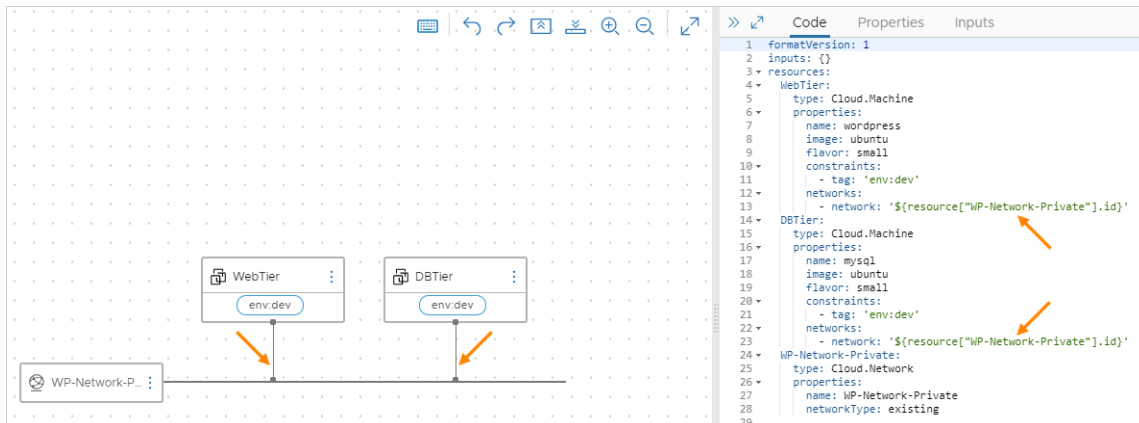 Code Properties Inputs
1 formatVersion: 1
2 inputs: {}
3 resources:
4 WebTier:
5 type: Cloud.Machine
6 properties:
7 name: wordpress
8 image: ubuntu
9 flavor: small
10 constraints:
11 - tag: 'env:dev'
12 networks:
13 - network: '${resource["WP-Network-Private"].id}'
14 DBTier:
15 type: Cloud.Machine
16 properties:
17 name: mysql
18 image: ubuntu
19 flavor: small
20 constraints:
21 - tag: 'env:dev'
22 networks:
23 - network: '${resource["WP-Network-Private"].id}'
24 WP-Network-Private:
25 type: Cloud.Network
26 properties:
27 name: WP-Network-Private
28 networkType: existing
29
WebTier
env:dev
DBTier
env:dev
WP-Network-P...